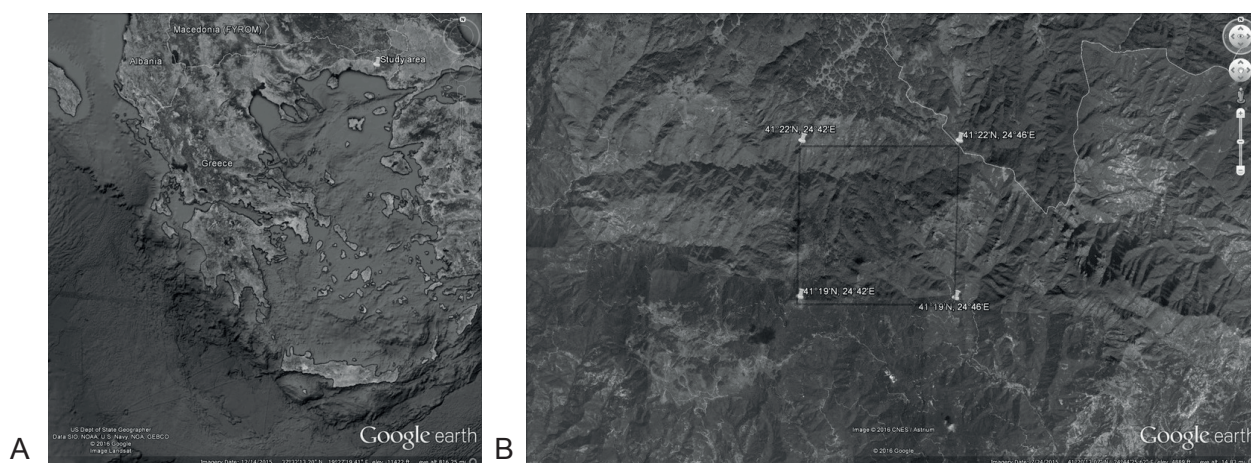 Macedonia (FYROM)
Albania
Study area
Greece
US Dept of State Geographer
Data SIO, NOAA, U.S. Navy, NGA, GEBCO
© 2016 Google
Image Landsat
Google earth
A
41°22'N, 24°42'E
41°22'N, 24°46'E
41°19'N, 24°42'E
41°19'N, 24°46'E
Image © 2016 CNES / Astrium
© 2016 Google
Google earth
B